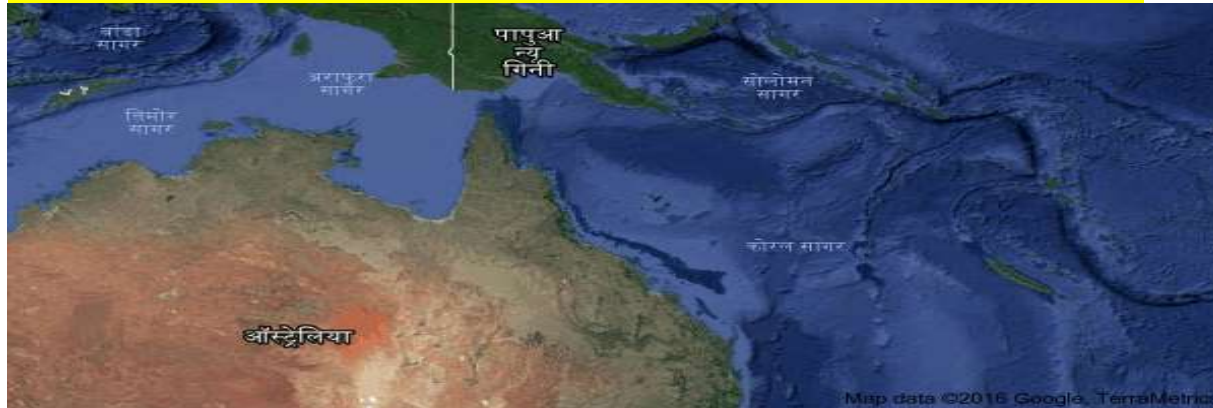 बांडा
सागर
तिमोर
सागर
अराफुरा
सागर
पापुआ
न्यू
गिनी
सोलोमन
सागर
कोरल सागर
ऑस्ट्रेलिया
Map data ©2016 Google, TerraMetrics